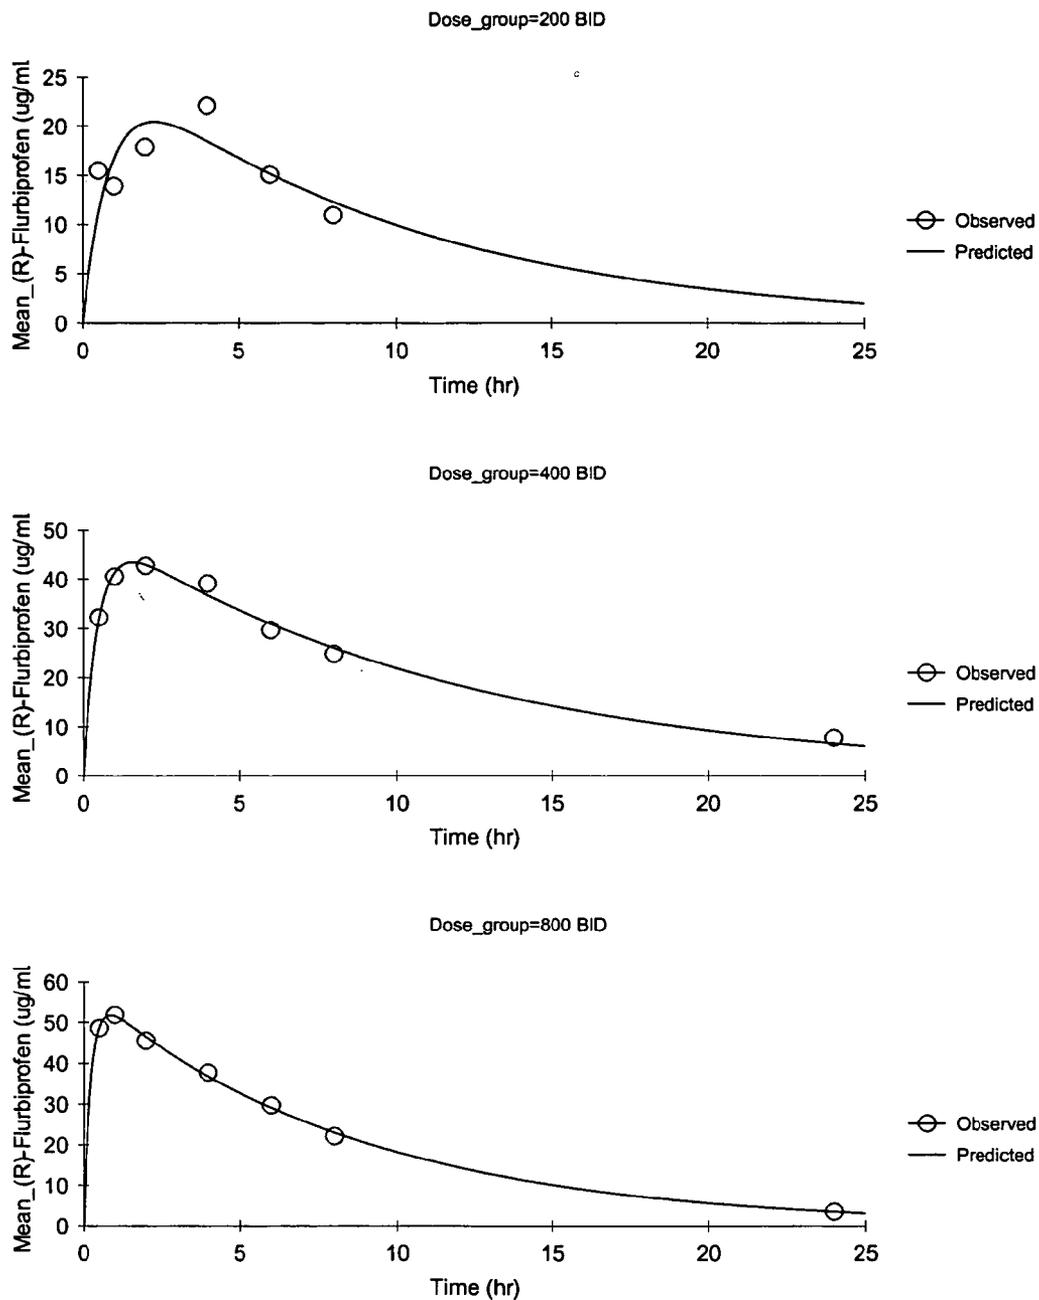 Dose_group=200 BID
Mean_(R)-Flurbiprofen (ug/ml
25
20
15
10
5
0
0 5 10 15 20 25
Time (hr)
Observed
Predicted
Dose_group=400 BID
Mean_(R)-Flurbiprofen (ug/ml
50
40
30
20
10
0
0 5 10 15 20 25
Time (hr)
Observed
Predicted
Dose_group=800 BID
Mean_(R)-Flurbiprofen (ug/ml
60
50
40
30
20
10
0
0 5 10 15 20 25
Time (hr)
Observed
Predicted